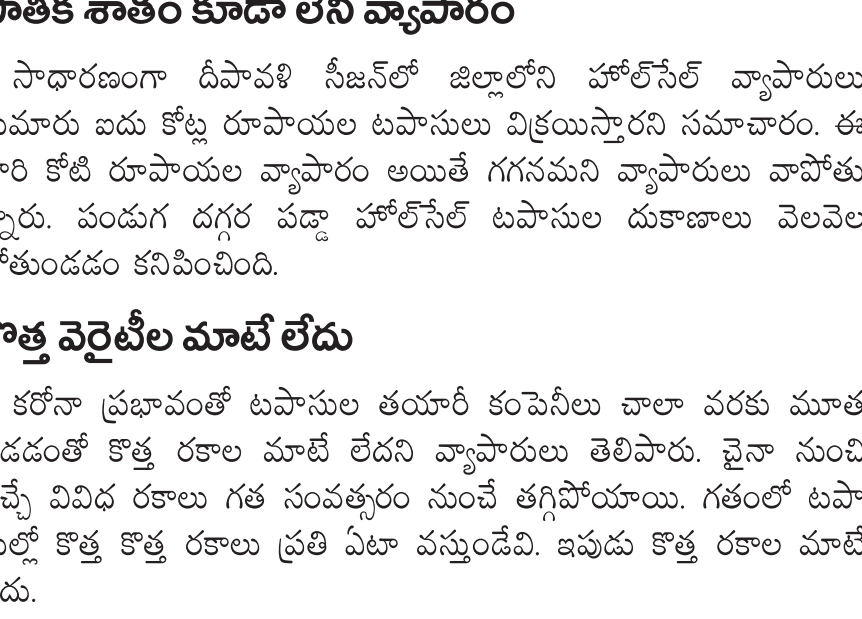 పాతిక శాతం కూడా లేని వ్యాపారం
సాధారణంగా దీపావళి సీజన్‌లో జిల్లాలోని హోల్‌సేల్ వ్యాపారులు
మారు ఐదు కోట్ల రూపాయల టపాసులు విక్రయిస్తారని సమాచారం. ఈ
రి కోటి రూపాయల వ్యాపారం అయితే గగనమని వ్యాపారులు వాపోతు
న్నారు. పండుగ దగ్గర పడ్డా హోల్‌సేల్ టపాసుల దుకాణాలు వెలవెల
పోతుండడం కనిపించింది.
కొత్త వెరైటీల మాటే లేదు
కరోనా ప్రభావంతో టపాసుల తయారీ కంపెనీలు చాలా వరకు మూత
డడంతో కొత్త రకాల మాటే లేదని వ్యాపారులు తెలిపారు. చైనా నుంచి
చ్చే వివిధ రకాలు గత సంవత్సరం నుంచే తగ్గిపోయాయి. గతంలో టపా
సుల్లో కొత్త కొత్త రకాలు ప్రతి ఏటా వస్తుండేవి. ఇపుడు కొత్త రకాల మాటే
దు.